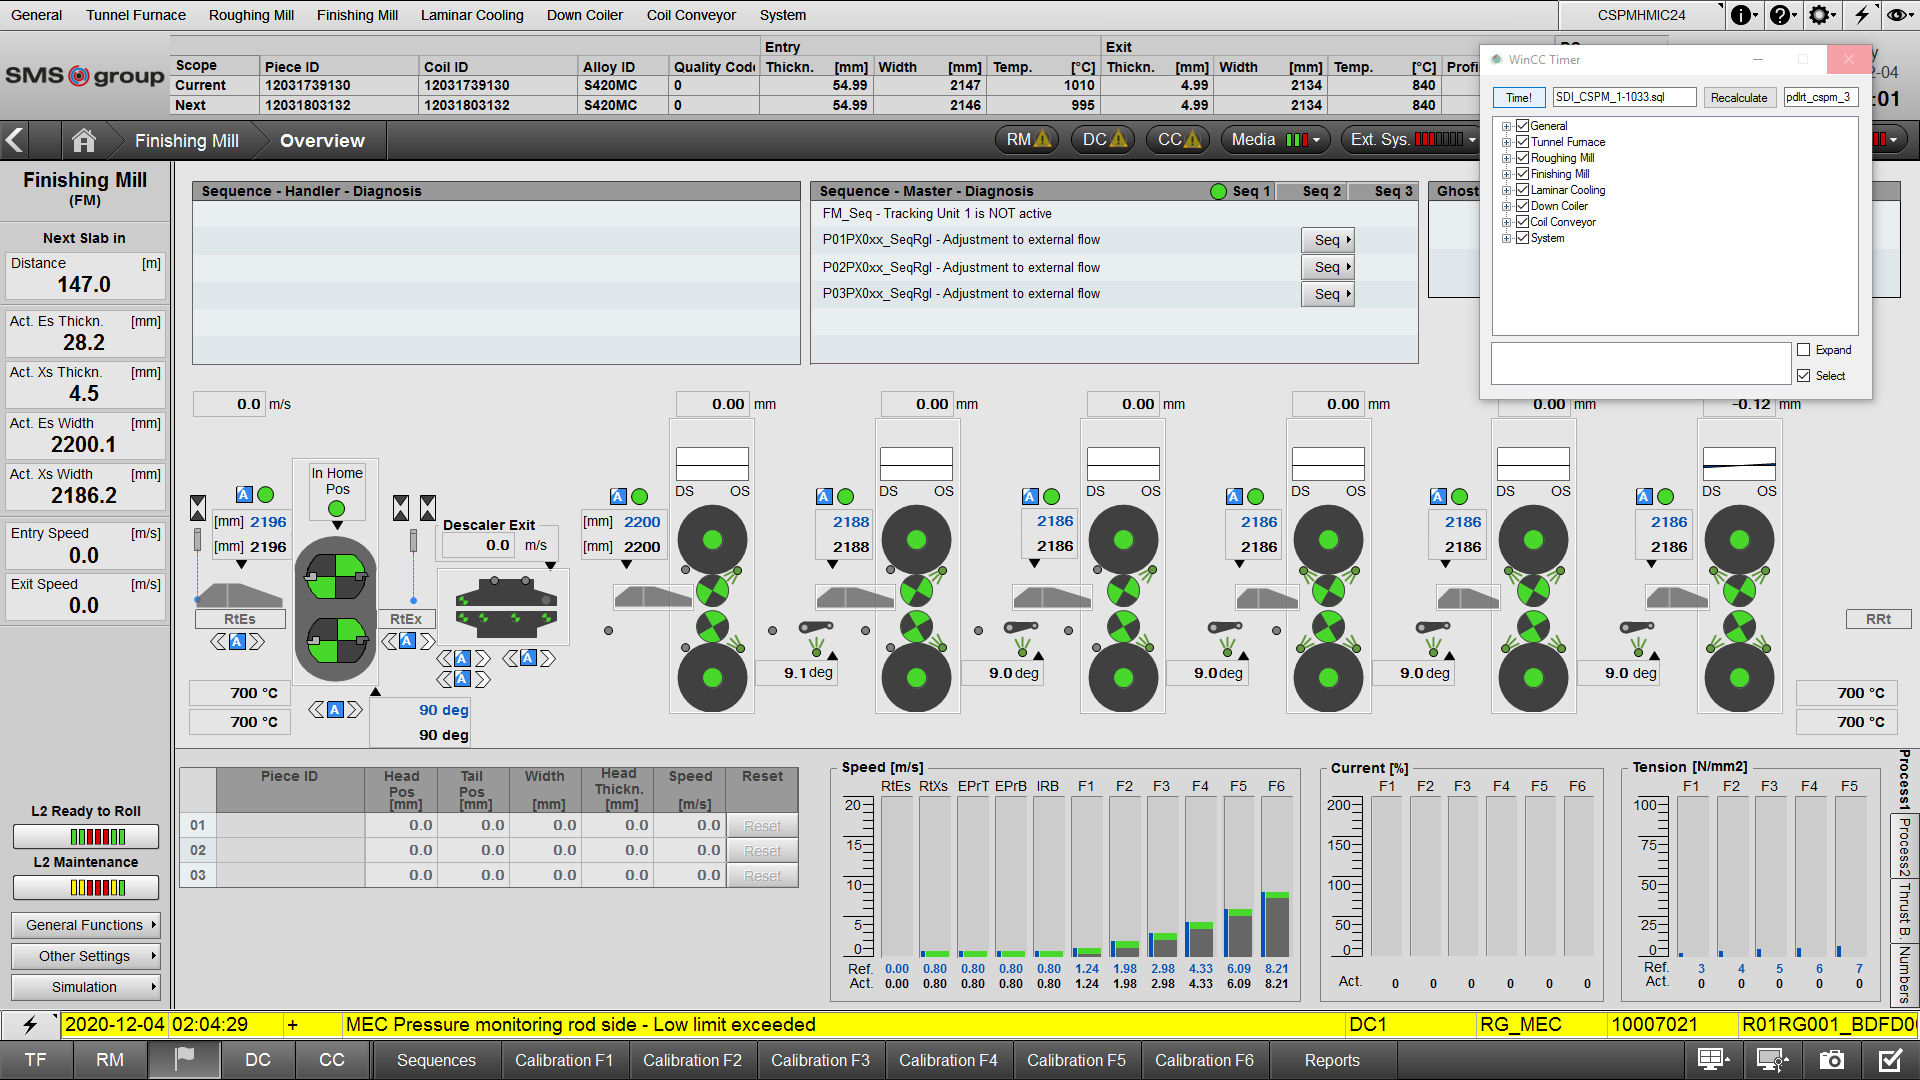 General Tunnel Furnace Roughing Mill Finishing Mill Laminar Cooling Down Coiler Coil Conveyor System CSPMHMIC24
SMS group
Entry Exit
Scope Piece ID Coil ID Alloy ID Quality Code Thickn. [mm] Width [mm] Temp. [°C] Thickn. [mm] Width [mm] Temp. [°C]
Current 12031739130 12031739130 S420MC 0 54.99 2147 1010 4.99 2134 840
Next 12031803132 12031803132 S420MC 0 54.99 2146 995 4.99 2134 840
Finishing Mill Overview RM DC CC Media Ext. Sys.
WinCC Timer
Time! SDI_CSPM_1-1033.sql Recalculate pdlrt_cspm_3
General
Tunnel Furnace
Roughing Mill
Finishing Mill
Laminar Cooling
Down Coiler
Coil Conveyor
System
Expand
Select
Finishing Mill
(FM)
Next Slab in
Distance [m]
147.0
Act. Es Thickn. [mm]
28.2
Act. Xs Thickn. [mm]
4.5
Act. Es Width [mm]
2200.1
Act. Xs Width [mm]
2186.2
Entry Speed [m/s]
0.0
Exit Speed [m/s]
0.0
L2 Ready to Roll
L2 Maintenance
General Functions
Other Settings
Simulation
Sequence - Handler - Diagnosis
Sequence - Master - Diagnosis Seq 1 Seq 2 Seq 3
FM_Seq - Tracking Unit 1 is NOT active
P01PX0xx_SeqRgl - Adjustment to external flow Seq
P02PX0xx_SeqRgl - Adjustment to external flow Seq
P03PX0xx_SeqRgl - Adjustment to external flow Seq
Ghost
0.0 m/s 0.00 mm 0.00 mm 0.00 mm 0.00 mm 0.00 mm -0.12 mm
In Home
Pos
DS OS DS OS DS OS DS OS DS OS DS OS
A A A A A A A
[mm] 2196 [mm] 2200 2188 2186 2186 2186 2186
[mm] 2196 [mm] 2200 2188 2186 2186 2186 2186
Descaler Exit
0.0 m/s
RtEs RtEx RRt
A A A A A
9.1 deg 9.0 deg 9.0 deg 9.0 deg 9.0 deg
700 °C 700 °C
700 °C 700 °C
A 90 deg
90 deg
Piece ID Head Pos [mm] Tail Pos [mm] Width [mm] Head Thickn. [mm] Speed [m/s] Reset
01 0.0 0.0 0.0 0.0 0.0 Reset
02 0.0 0.0 0.0 0.0 0.0 Reset
03 0.0 0.0 0.0 0.0 0.0 Reset
Speed [m/s]
RtEs RtXs EPrT EPrB IRB F1 F2 F3 F4 F5 F6
20
15
10
5
0
Ref. 0.00 0.80 0.80 0.80 0.80 1.24 1.98 2.98 4.33 6.09 8.21
Act. 0.00 0.80 0.80 0.80 0.80 1.24 1.98 2.98 4.33 6.09 8.21
Current [%]
F1 F2 F3 F4 F5 F6
200
150
100
50
0
Act. 0 0 0 0 0 0
Tension [N/mm2]
F1 F2 F3 F4 F5
100
75
50
25
0
Ref. 3 4 5 6 7
Act. 0 0 0 0 0
Process1
Process2
Thrust B.
Numbers
2020-12-04 02:04:29 + MEC Pressure monitoring rod side - Low limit exceeded DC1 RG_MEC 10007021
TF RM DC CC Sequences Calibration F1 Calibration F2 Calibration F3 Calibration F4 Calibration F5 Calibration F6 Reports